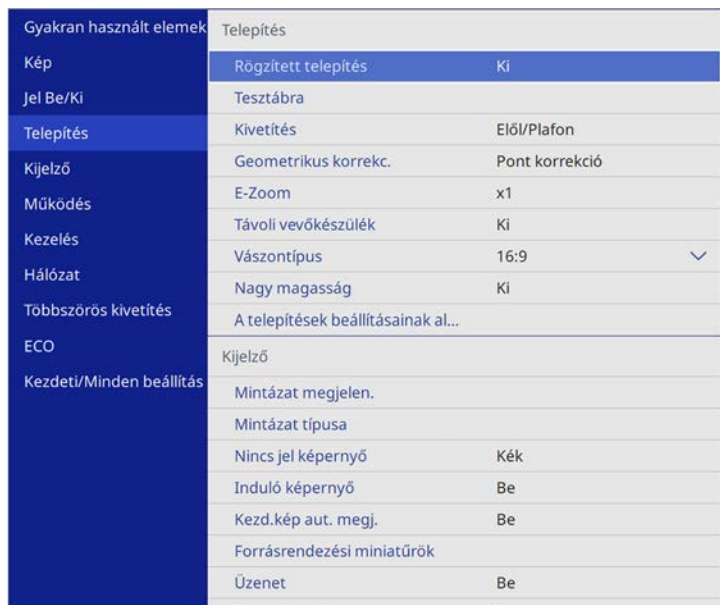 Gyakran használt elemek
Kép
Jel Be/Ki
Telepítés
Kijelző
Működés
Kezelés
Hálózat
Többszörös kivetítés
ECO
Kezdeti/Minden beállítás
Telepítés
Rögzített telepítés Ki
Tesztábra
Kivetítés Elől/Plafon
Geometrikus korrekc. Pont korrekció
E-Zoom x1
Távoli vevőkészülék Ki
Vászontípus 16:9
Nagy magasság Ki
A telepítések beállításainak al...
Kijelző
Mintázat megjelen.
Mintázat típusa
Nincs jel képernyő Kék
Induló képernyő Be
Kezd.kép aut. megj. Be
Forrásrendezési miniatűrök
Üzenet Be